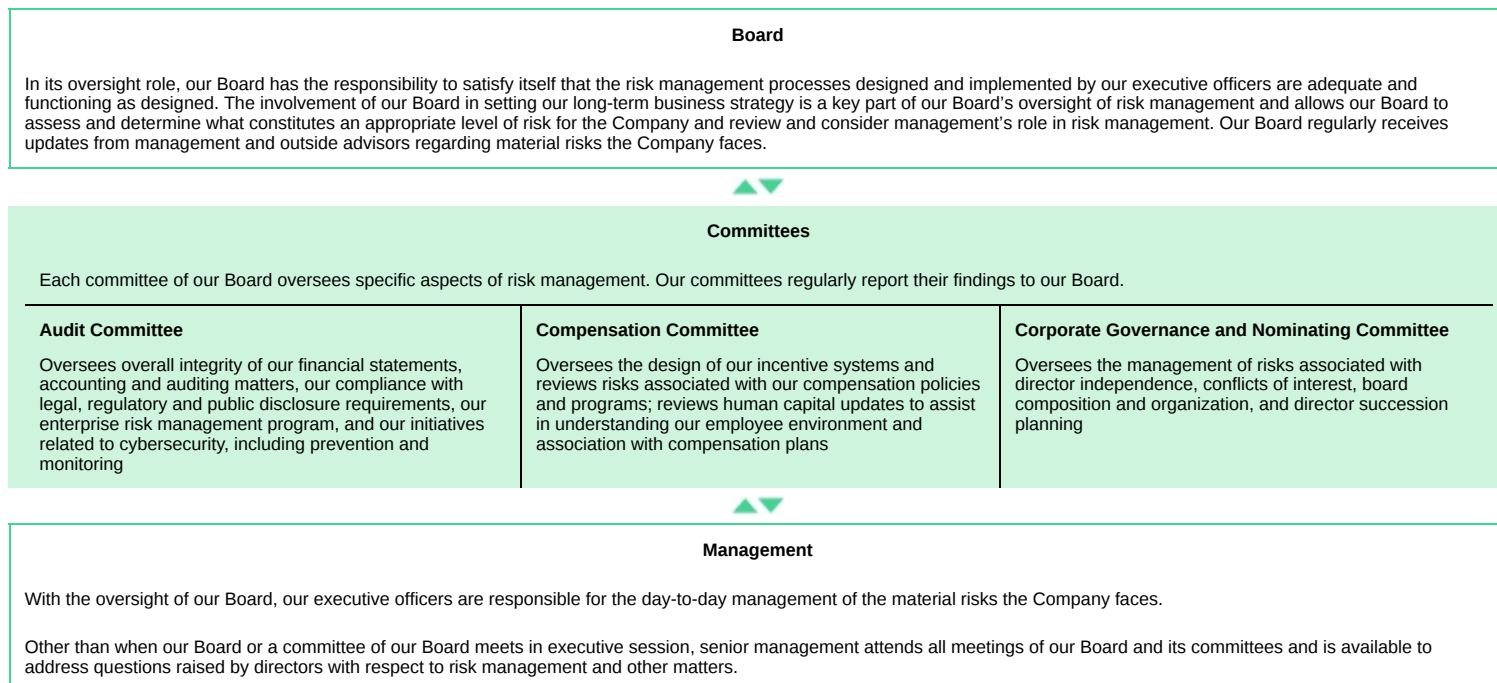 Board
In its oversight role, our Board has the responsibility to satisfy itself that the risk management processes designed and implemented by our executive officers are adequate and
functioning as designed. The involvement of our Board in setting our long-term business strategy is a key part of our Board’s oversight of risk management and allows our Board to
assess and determine what constitutes an appropriate level of risk for the Company and review and consider management’s role in risk management. Our Board regularly receives
updates from management and outside advisors regarding material risks the Company faces.
Committees
Each committee of our Board oversees specific aspects of risk management. Our committees regularly report their findings to our Board.
Audit Committee
Oversees overall integrity of our financial statements,
accounting and auditing matters, our compliance with
legal, regulatory and public disclosure requirements, our
enterprise risk management program, and our initiatives
related to cybersecurity, including prevention and
monitoring
Compensation Committee
Oversees the design of our incentive systems and
reviews risks associated with our compensation policies
and programs; reviews human capital updates to assist
in understanding our employee environment and
association with compensation plans
Corporate Governance and Nominating Committee
Oversees the management of risks associated with
director independence, conflicts of interest, board
composition and organization, and director succession
planning
Management
With the oversight of our Board, our executive officers are responsible for the day-to-day management of the material risks the Company faces.
Other than when our Board or a committee of our Board meets in executive session, senior management attends all meetings of our Board and its committees and is available to
address questions raised by directors with respect to risk management and other matters.